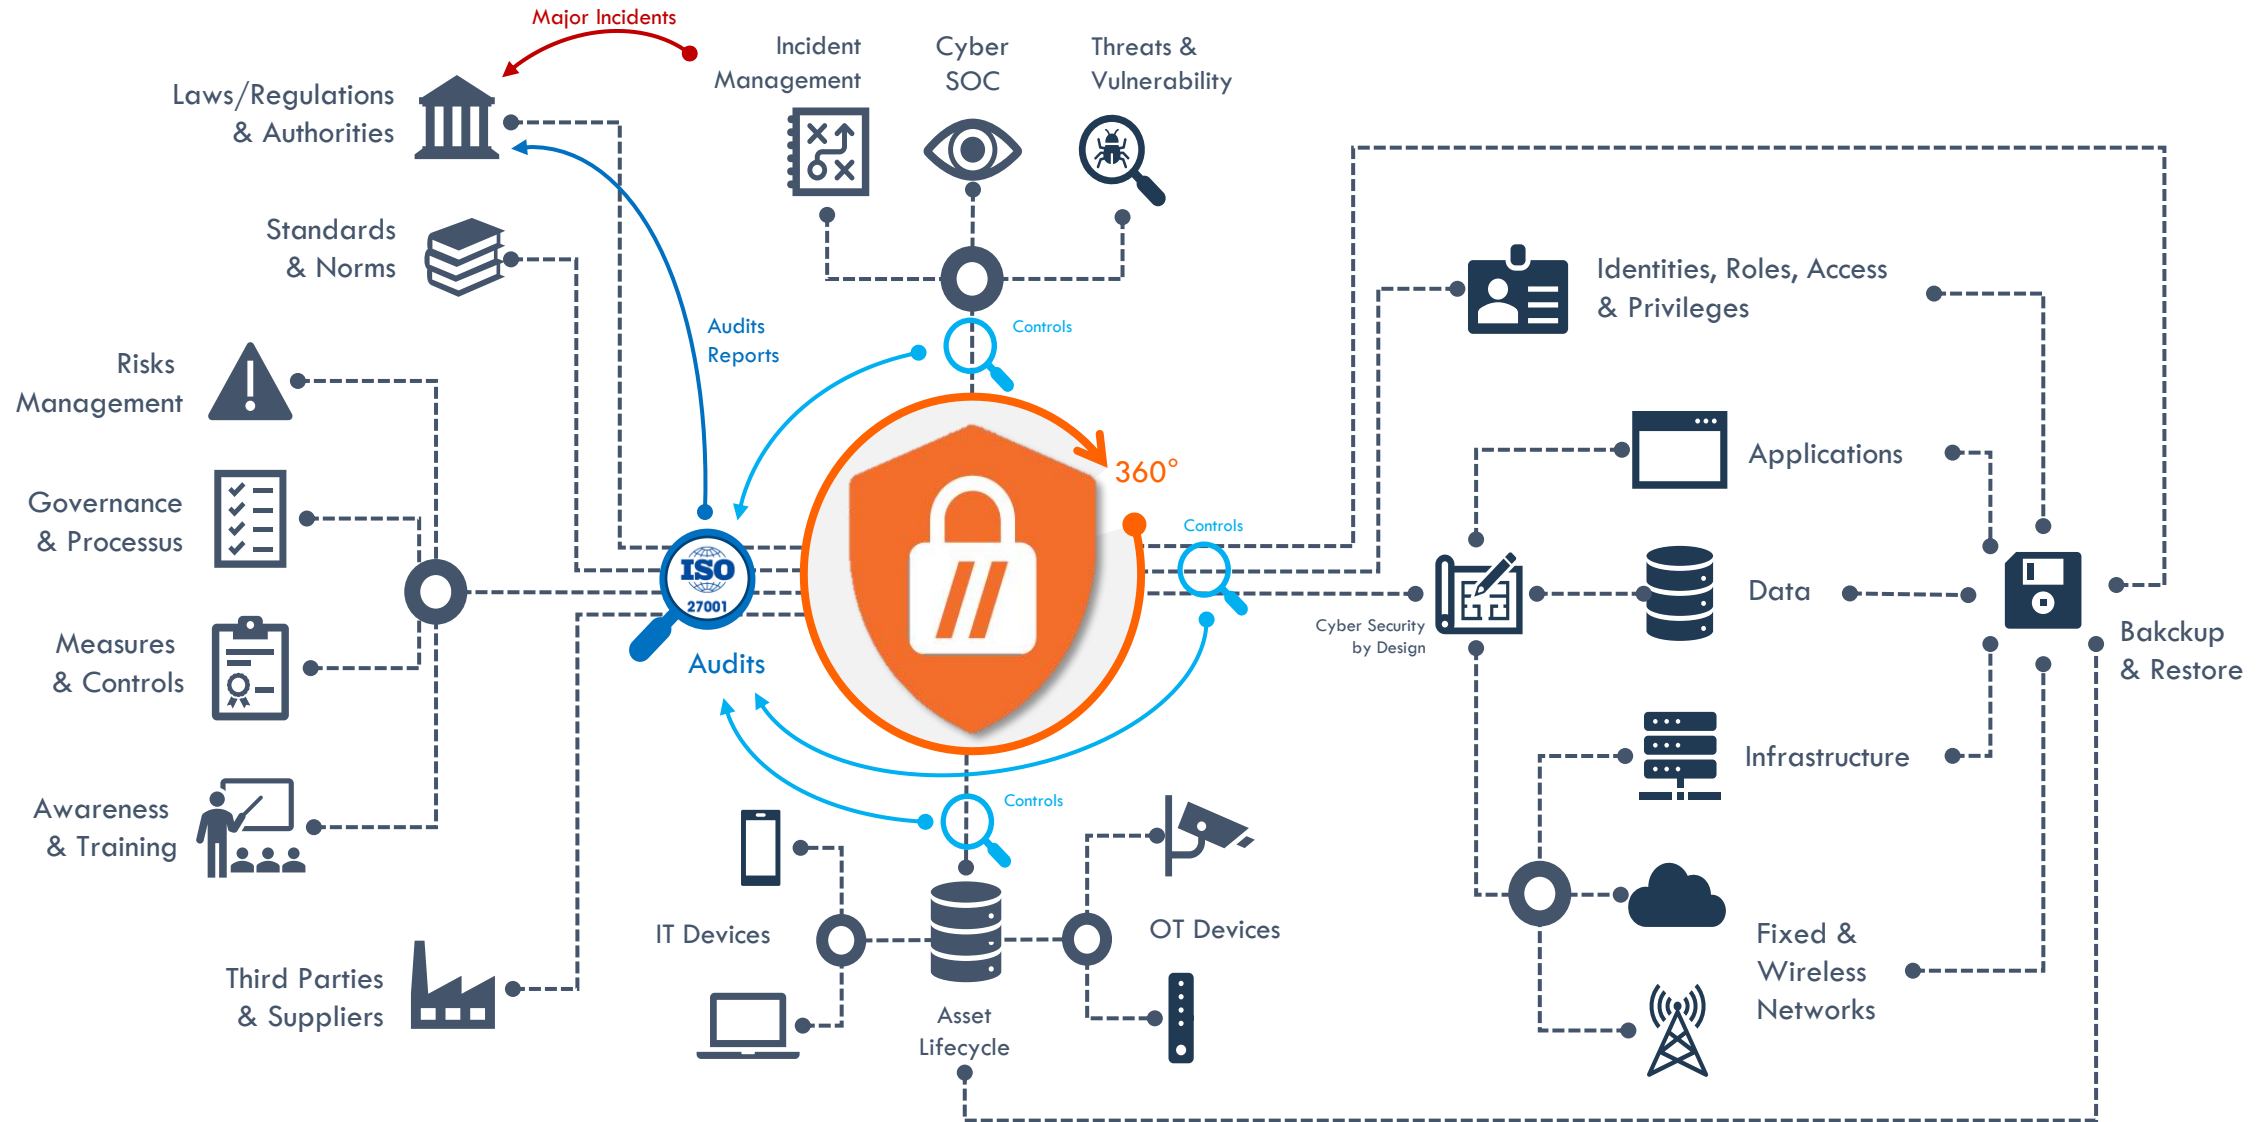 Major Incidents
Incident
Management
Cyber
SOC
Threats &
Vulnerability
Laws/Regulations
& Authorities
Standards
& Norms
Identities, Roles, Access
& Privileges
Audits
Reports
Controls
Risks
Management
360°
Applications
Governance
& Processus
Controls
ISO
27001
Data
Cyber Security
by Design
Bakckup
& Restore
Measures
& Controls
Audits
Infrastructure
Controls
Awareness
& Training
IT Devices
OT Devices
Fixed &
Wireless
Networks
Third Parties
& Suppliers
Asset
Lifecycle